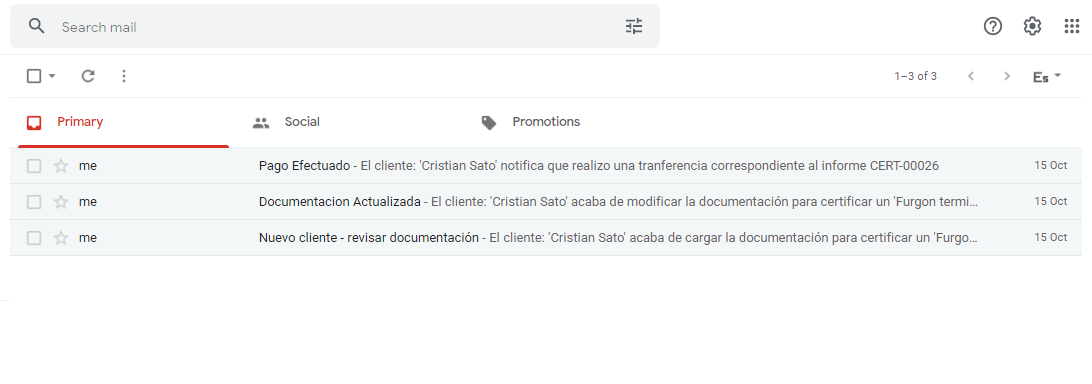 Search mail
1–3 of 3 Es
Primary Social Promotions
me Pago Efectuado - El cliente: 'Cristian Sato' notifica que realizo una tranferencia correspondiente al informe CERT-00026 15 Oct
me Documentacion Actualizada - El cliente: 'Cristian Sato' acaba de modificar la documentación para certificar un 'Furgon termi… 15 Oct
me Nuevo cliente - revisar documentación - El cliente: 'Cristian Sato' acaba de cargar la documentación para certificar un 'Furgo… 15 Oct